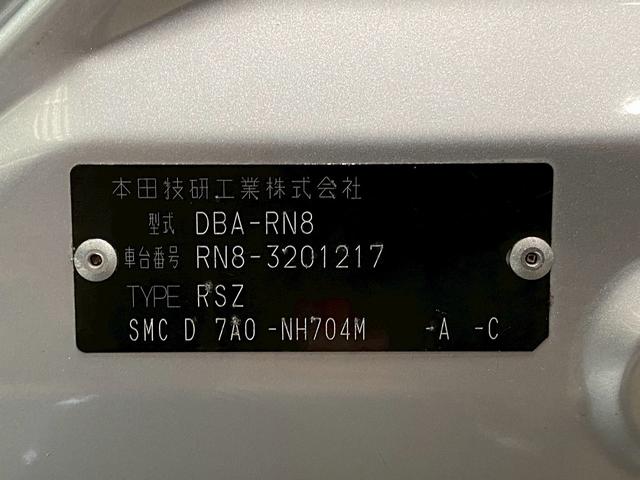 本田技研工業株式会社
型式 DBA-RN8
車台番号 RN8-3201217
TYPE RSZ
SMC D 7A0 -NH704M -A -C